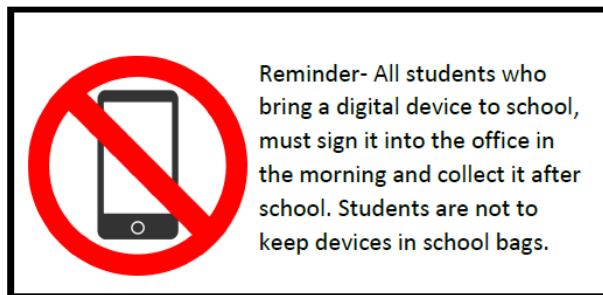 Reminder- All students who
bring a digital device to school,
must sign it into the office in
the morning and collect it after
school. Students are not to
keep devices in school bags.